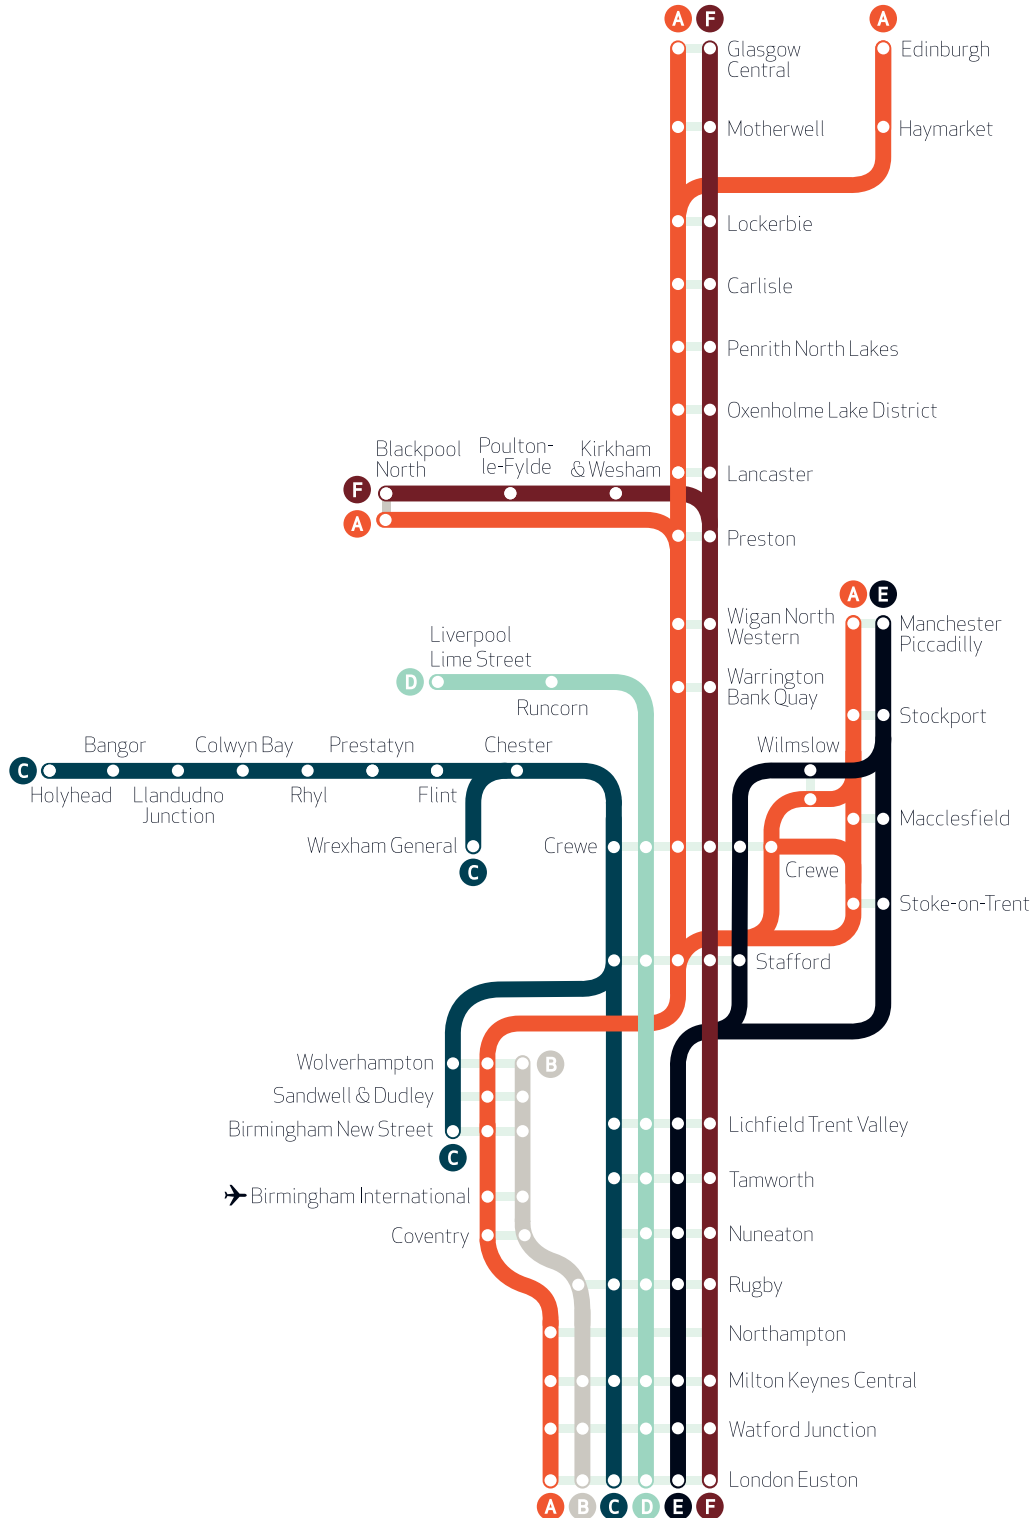 A
F
A
Glasgow
Central
Edinburgh
Motherwell
Haymarket
Lockerbie
Carlisle
Penrith North Lakes
Oxenholme Lake District
Blackpool
North
Poulton-
le-Fylde
Kirkham
& Wesham
Lancaster
F
A
Preston
A
E
Wigan North
Western
Manchester
Piccadilly
Liverpool
Lime Street
D
Runcorn
Warrington
Bank Quay
Stockport
Bangor
Colwyn Bay
Prestatyn
Chester
Wilmslow
C
Holyhead
Llandudno
Junction
Rhyl
Flint
Macclesfield
Wrexham General
C
Crewe
Crewe
Stoke-on-Trent
Stafford
Wolverhampton
B
Sandwell & Dudley
Birmingham New Street
C
Lichfield Trent Valley
Tamworth
Birmingham International
Coventry
Nuneaton
Rugby
Northampton
Milton Keynes Central
Watford Junction
London Euston
A
B
C
D
E
F